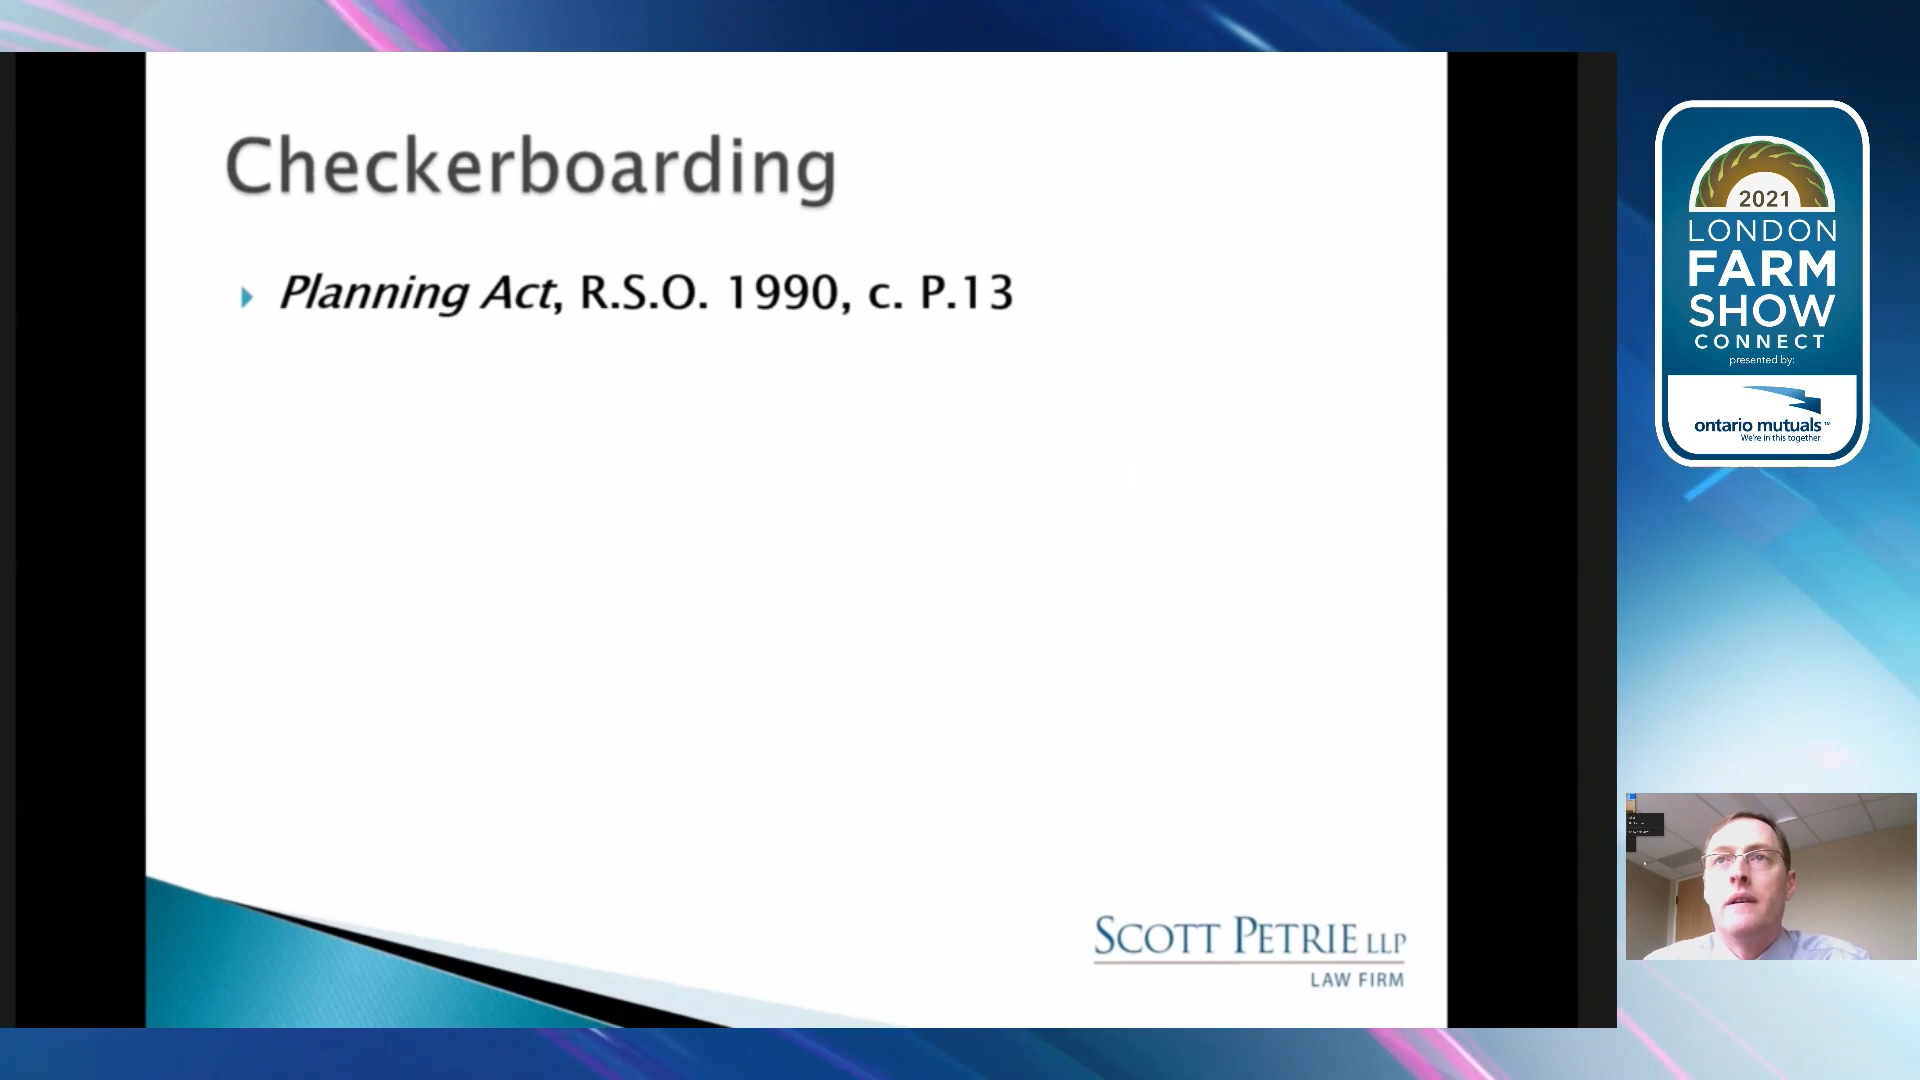 Checkerboarding
Planning Act, R.S.O. 1990, c. P.13
SCOTT PETRIE LLP
LAW FIRM
2021
LONDON
FARM
SHOW
CONNECT
presented by:
ontario mutuals™
We're in this together